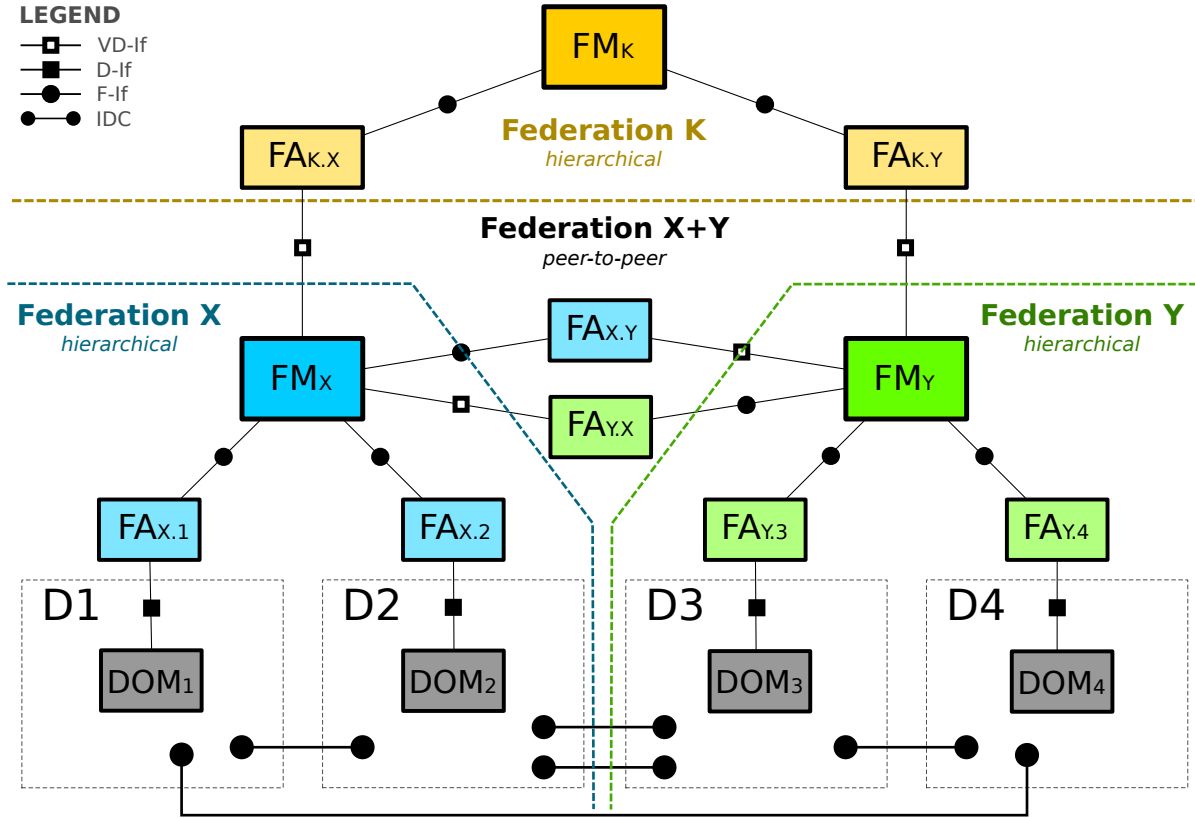 LEGEND
VD-If
D-If
F-If
IDC
FMK
Federation K
hierarchical
FAK.X
FAK.Y
Federation X+Y
peer-to-peer
Federation X
hierarchical
Federation Y
hierarchical
FAX.Y
FMX
FMY
FAY.X
FAX.1
FAX.2
FAY.3
FAY.4
D1
D2
D3
D4
DOM1
DOM2
DOM3
DOM4